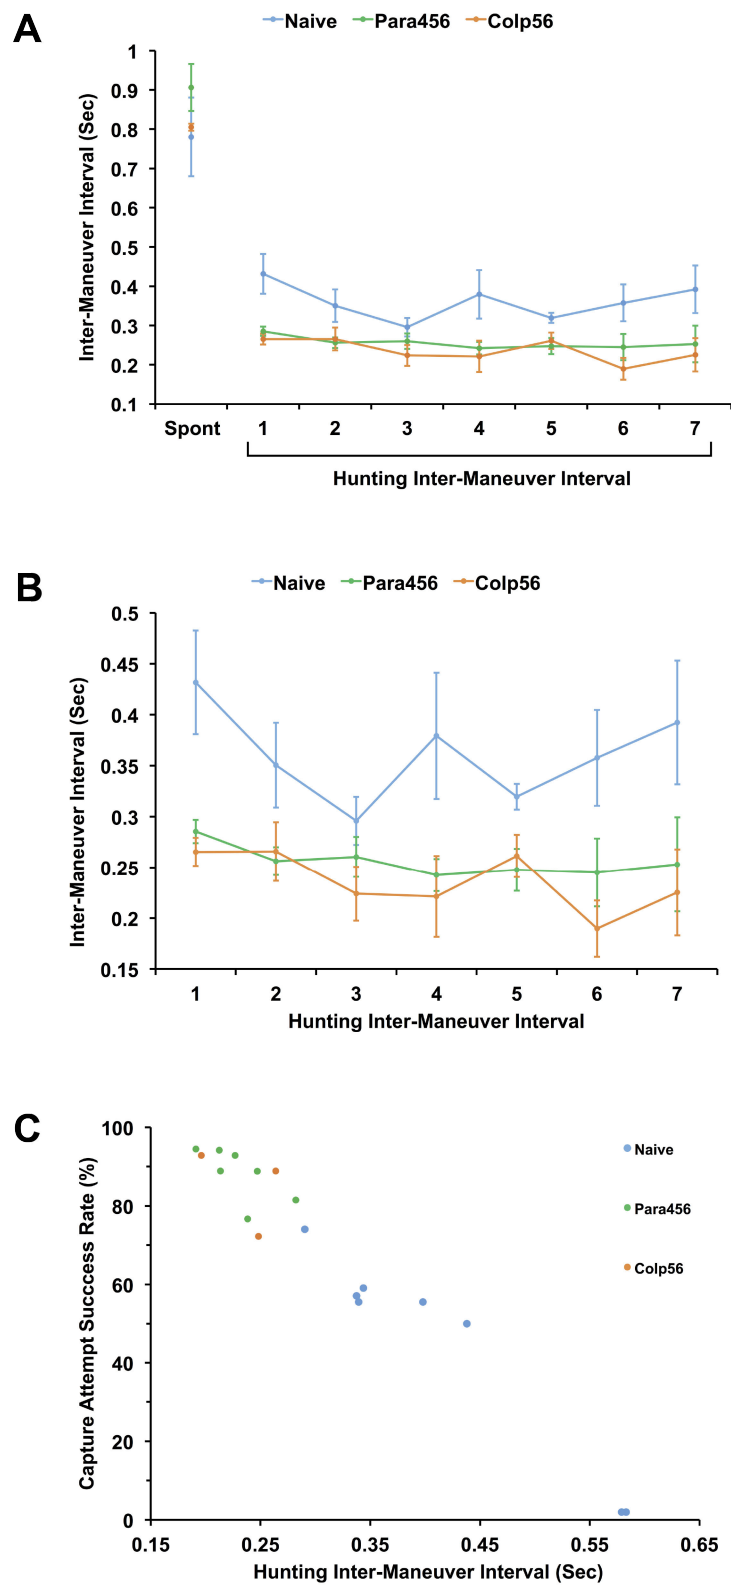 A
Naive Para456 Colp56
Inter-Maneuver Interval (Sec)
1
0.9
0.8
0.7
0.6
0.5
0.4
0.3
0.2
0.1
Spont 1 2 3 4 5 6 7
Hunting Inter-Maneuver Interval
B
Naive Para456 Colp56
Inter-Maneuver Interval (Sec)
0.5
0.45
0.4
0.35
0.3
0.25
0.2
0.15
1 2 3 4 5 6 7
Hunting Inter-Maneuver Interval
C
Capture Attempt Succcess Rate (%)
100
80
60
40
20
0
Naive
Para456
Colp56
0.15 0.25 0.35 0.45 0.55 0.65
Hunting Inter-Maneuver Interval (Sec)